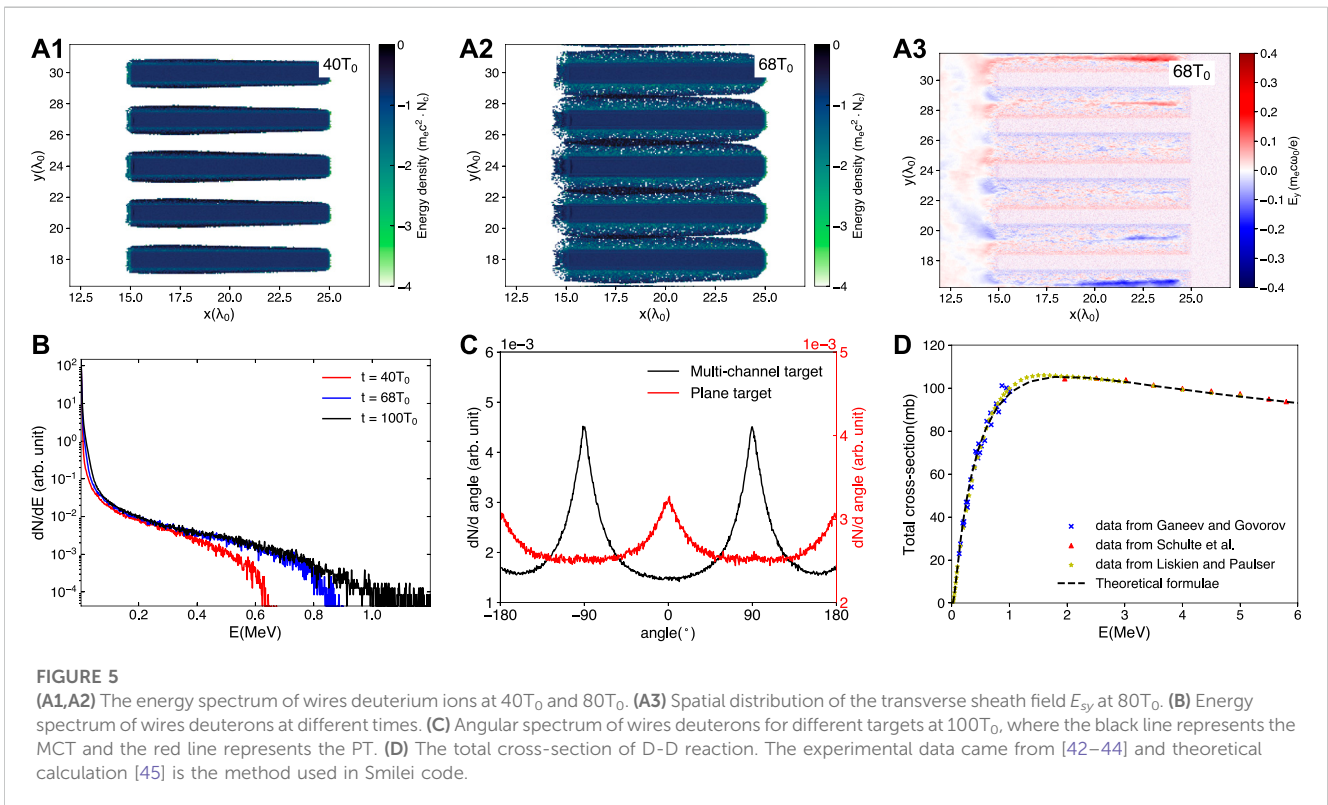 A1
40T₀
30
28
26
24
22
20
18
y(λ₀)
12.5 15.0 17.5 20.0 22.5 25.0
x(λ₀)
0
−1
−2
−3
−4
Energy density (mₑc² · N꜀)
A2
68T₀
30
28
26
24
22
20
18
y(λ₀)
12.5 15.0 17.5 20.0 22.5 25.0
x(λ₀)
0
−1
−2
−3
−4
Energy density (mₑc² · N꜀)
A3
68T₀
30
28
26
24
22
20
18
y(λ₀)
12.5 15.0 17.5 20.0 22.5 25.0
x(λ₀)
0.4
0.3
0.2
0.1
0.0
−0.1
−0.2
−0.3
−0.4
E_y (mₑcω₀/e)
B
10²
10¹
10⁰
10⁻¹
10⁻²
10⁻³
10⁻⁴
dN/dE (arb. unit)
t = 40T₀
t = 68T₀
t = 100T₀
0.2 0.4 0.6 0.8 1.0
E(MeV)
C
1e−3
1e−3
6
5
4
3
2
1
dN/d angle (arb. unit)
Multi-channel target
Plane target
5
4
3
2
dN/d angle (arb. unit)
−180 −90 0 90 180
angle(°)
D
120
100
80
60
40
20
0
Total cross-section(mb)
data from Ganeev and Govorov
data from Schulte et al.
data from Liskien and Paulser
Theoretical formulae
0 1 2 3 4 5 6
E(MeV)
FIGURE 5
(A1,A2) The energy spectrum of wires deuterium ions at 40T₀ and 80T₀. (A3) Spatial distribution of the transverse sheath field E_sy at 80T₀. (B) Energy
spectrum of wires deuterons at different times. (C) Angular spectrum of wires deuterons for different targets at 100T₀, where the black line represents the
MCT and the red line represents the PT. (D) The total cross-section of D-D reaction. The experimental data came from [42–44] and theoretical
calculation [45] is the method used in Smilei code.